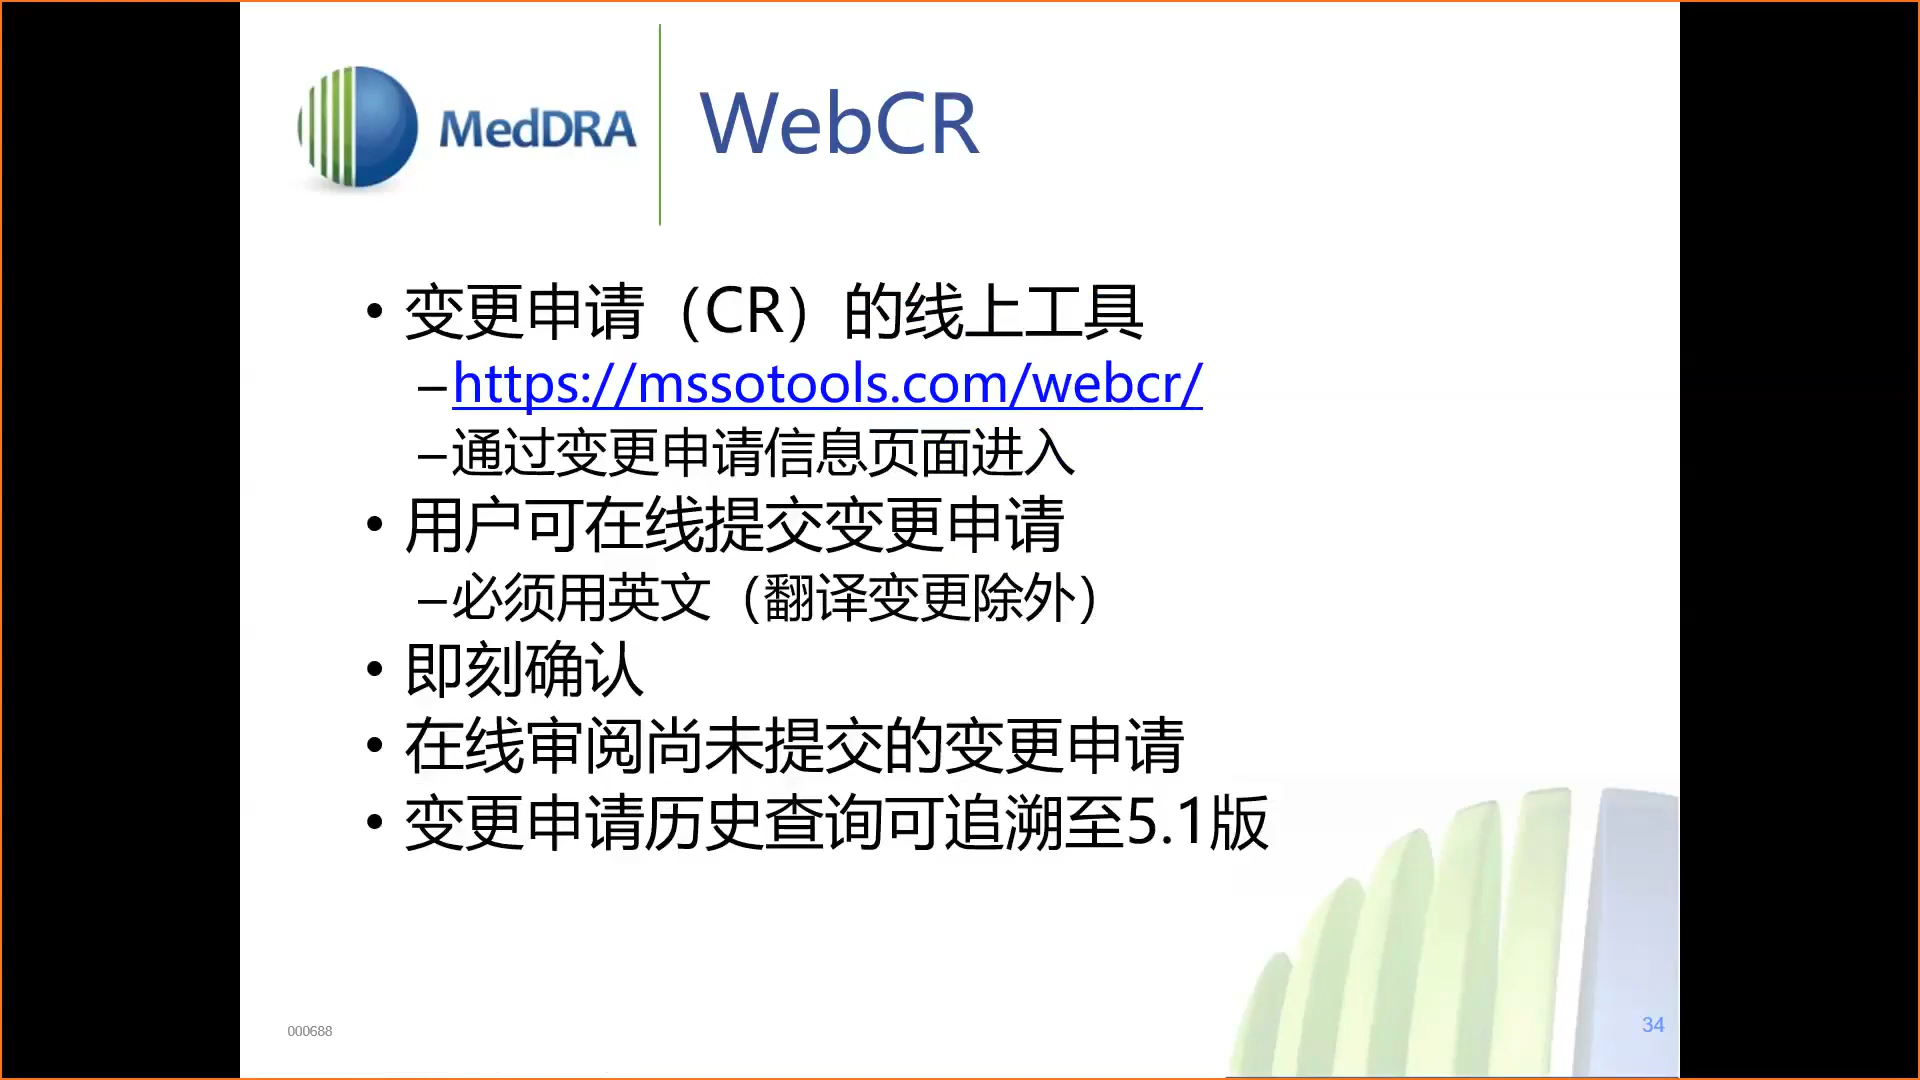 MedDRA
WebCR
• 变更申请（CR）的线上工具
–https://mssotools.com/webcr/
–通过变更申请信息页面进入
• 用户可在线提交变更申请
–必须用英文（翻译变更除外）
• 即刻确认
• 在线审阅尚未提交的变更申请
• 变更申请历史查询可追溯至5.1版
000688
34